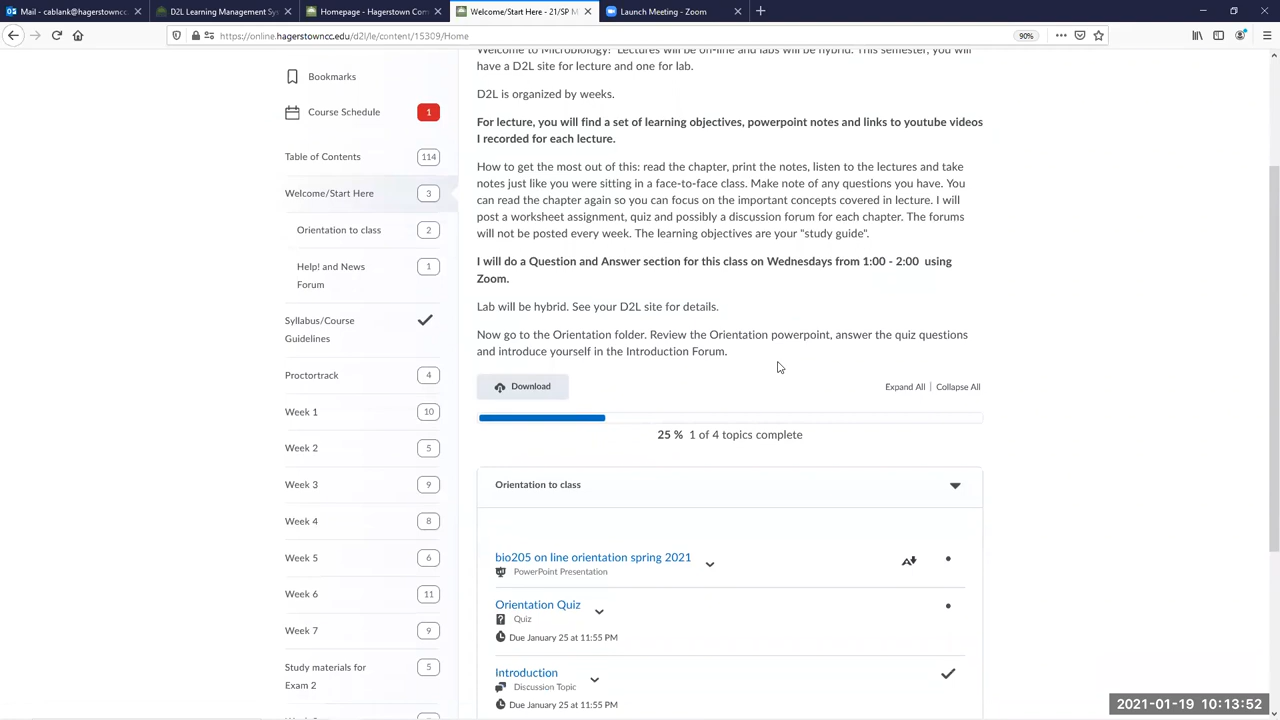 Mail - cablank@hagerstowncc.
D2L Learning Management Sys
Homepage - Hagerstown Com
Welcome/Start Here - 21/SP M
Launch Meeting - Zoom
https://online.hagerstowncc.edu/d2l/le/content/15309/Home
90%
Bookmarks
Course Schedule
1
Table of Contents
114
Welcome/Start Here
3
Orientation to class
2
Help! and News
Forum
1
Syllabus/Course
Guidelines
Proctortrack
4
Week 1
10
Week 2
5
Week 3
9
Week 4
8
Week 5
6
Week 6
11
Week 7
9
Study materials for
Exam 2
5
Welcome to Microbiology! Lectures will be on-line and labs will be hybrid. This semester, you will
have a D2L site for lecture and one for lab.
D2L is organized by weeks.
For lecture, you will find a set of learning objectives, powerpoint notes and links to youtube videos
I recorded for each lecture.
How to get the most out of this: read the chapter, print the notes, listen to the lectures and take
notes just like you were sitting in a face-to-face class. Make note of any questions you have. You
can read the chapter again so you can focus on the important concepts covered in lecture. I will
post a worksheet assignment, quiz and possibly a discussion forum for each chapter. The forums
will not be posted every week. The learning objectives are your "study guide".
I will do a Question and Answer section for this class on Wednesdays from 1:00 - 2:00 using
Zoom.
Lab will be hybrid. See your D2L site for details.
Now go to the Orientation folder. Review the Orientation powerpoint, answer the quiz questions
and introduce yourself in the Introduction Forum.
Download
Expand All | Collapse All
25 % 1 of 4 topics complete
Orientation to class
bio205 on line orientation spring 2021
PowerPoint Presentation
Orientation Quiz
Quiz
Due January 25 at 11:55 PM
Introduction
Discussion Topic
Due January 25 at 11:55 PM
2021-01-19 10:13:52